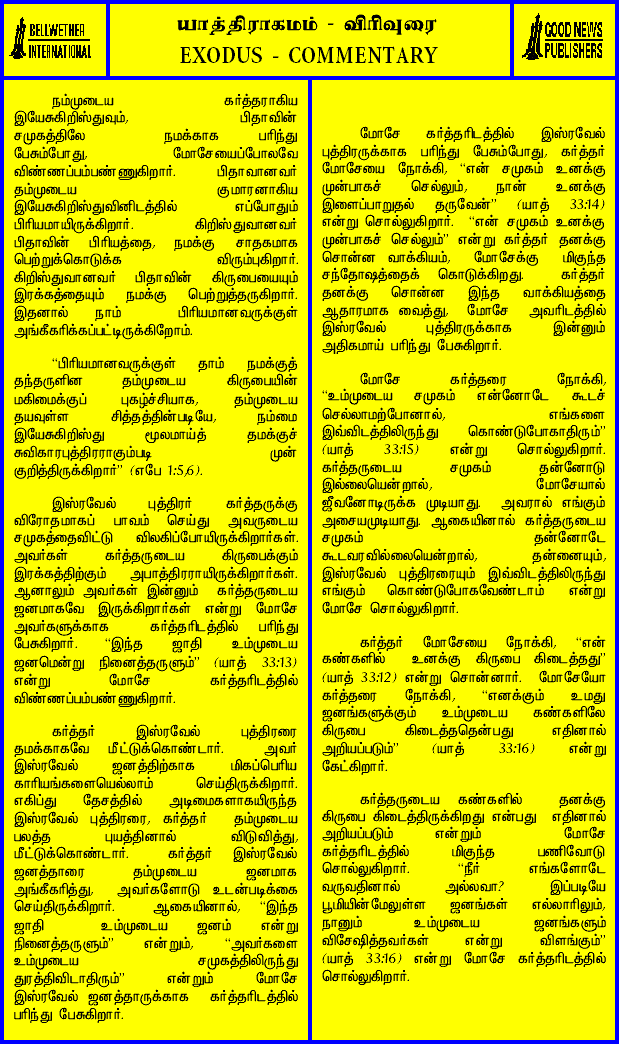 BELLWETHER
INTERNATIONAL
யாத்திராகமம் - விரிவுரை
EXODUS - COMMENTARY
GOOD NEWS
PUBLISHERS
நம்முடைய கர்த்தராகிய
இயேசுகிறிஸ்துவும், பிதாவின்
சமுகத்திலே நமக்காக பரிந்து
பேசும்போது, மோசேயைப்போலவே
விண்ணப்பம்பண்ணுகிறார். பிதாவானவர்
தம்முடைய குமாரனாகிய
இயேசுகிறிஸ்துவினிடத்தில் எப்போதும்
பிரியமாயிருக்கிறார். கிறிஸ்துவானவர்
பிதாவின் பிரியத்தை, நமக்கு சாதகமாக
பெற்றுக்கொடுக்க விரும்புகிறார்.
கிறிஸ்துவானவர் பிதாவின் கிருபையையும்
இரக்கத்தையும் நமக்கு பெற்றுத்தருகிறார்.
இதனால் நாம் பிரியமானவருக்குள்
அங்கீகரிக்கப்பட்டிருக்கிறோம்.
“பிரியமானவருக்குள் தாம் நமக்குத்
தந்தருளின தம்முடைய கிருபையின்
மகிமைக்குப் புகழ்ச்சியாக, தம்முடைய
தயவுள்ள சித்தத்தின்படியே, நம்மை
இயேசுகிறிஸ்து மூலமாய்த் தமக்குச்
சுவிகாரபுத்திரராகும்படி முன்
குறித்திருக்கிறார்” (எபே 1:5,6).
இஸ்ரவேல் புத்திரர் கர்த்தருக்கு
விரோதமாகப் பாவம் செய்து அவருடைய
சமுகத்தைவிட்டு விலகிப்போயிருக்கிறார்கள்.
அவர்கள் கர்த்தருடைய கிருபைக்கும்
இரக்கத்திற்கும் அபாத்திரராயிருக்கிறார்கள்.
ஆனாலும் அவர்கள் இன்னும் கர்த்தருடைய
ஜனமாகவே இருக்கிறார்கள் என்று மோசே
அவர்களுக்காக கர்த்தரிடத்தில் பரிந்து
பேசுகிறார். “இந்த ஜாதி உம்முடைய
ஜனமென்று நினைத்தருளும்” (யாத் 33:13)
என்று மோசே கர்த்தரிடத்தில்
விண்ணப்பம்பண்ணுகிறார்.
கர்த்தர் இஸ்ரவேல் புத்திரரை
தமக்காகவே மீட்டுக்கொண்டார். அவர்
இஸ்ரவேல் ஜனத்திற்காக மிகப்பெரிய
காரியங்களையெல்லாம் செய்திருக்கிறார்.
எகிப்து தேசத்தில் அடிமைகளாகயிருந்த
இஸ்ரவேல் புத்திரரை, கர்த்தர் தம்முடைய
பலத்த புயத்தினால் விடுவித்து,
மீட்டுக்கொண்டார். கர்த்தர் இஸ்ரவேல்
ஜனத்தாரை தம்முடைய ஜனமாக
அங்கீகரித்து, அவர்களோடு உடன்படிக்கை
செய்திருக்கிறார். ஆகையினால், “இந்த
ஜாதி உம்முடைய ஜனம் என்று
நினைத்தருளும்” என்றும், “அவர்களை
உம்முடைய சமுகத்திலிருந்து
துரத்திவிடாதிரும்” என்றும் மோசே
இஸ்ரவேல் ஜனத்தாருக்காக கர்த்தரிடத்தில்
பரிந்து பேசுகிறார்.
மோசே கர்த்தரிடத்தில் இஸ்ரவேல்
புத்திரருக்காக பரிந்து பேசும்போது, கர்த்தர்
மோசேயை நோக்கி, “என் சமுகம் உனக்கு
முன்பாகச் செல்லும், நான் உனக்கு
இளைப்பாறுதல் தருவேன்” (யாத் 33:14)
என்று சொல்லுகிறார். “என் சமுகம் உனக்கு
முன்பாகச் செல்லும்” என்று கர்த்தர் தனக்கு
சொன்ன வாக்கியம், மோசேக்கு மிகுந்த
சந்தோஷத்தைக் கொடுக்கிறது. கர்த்தர்
தனக்கு சொன்ன இந்த வாக்கியத்தை
ஆதாரமாக வைத்து, மோசே அவரிடத்தில்
இஸ்ரவேல் புத்திரருக்காக இன்னும்
அதிகமாய் பரிந்து பேசுகிறார்.
மோசே கர்த்தரை நோக்கி,
“உம்முடைய சமுகம் என்னோடே கூடச்
செல்லாமற்போனால், எங்களை
இவ்விடத்திலிருந்து கொண்டுபோகாதிரும்”
(யாத் 33:15) என்று சொல்லுகிறார்.
கர்த்தருடைய சமுகம் தன்னோடு
இல்லையென்றால், மோசேயால்
ஜீவனோடிருக்க முடியாது. அவரால் எங்கும்
அசையமுடியாது. ஆகையினால் கர்த்தருடைய
சமுகம் தன்னோடே
கூடவரவில்லையென்றால், தன்னையும்,
இஸ்ரவேல் புத்திரரையும் இவ்விடத்திலிருந்து
எங்கும் கொண்டுபோகவேண்டாம் என்று
மோசே சொல்லுகிறார்.
கர்த்தர் மோசேயை நோக்கி, “என்
கண்களில் உனக்கு கிருபை கிடைத்தது”
(யாத் 33:12) என்று சொன்னார். மோசேயோ
கர்த்தரை நோக்கி, “எனக்கும் உமது
ஜனங்களுக்கும் உம்முடைய கண்களிலே
கிருபை கிடைத்ததென்பது எதினால்
அறியப்படும்” (யாத் 33:16) என்று
கேட்கிறார்.
கர்த்தருடைய கண்களில் தனக்கு
கிருபை கிடைத்திருக்கிறது என்பது எதினால்
அறியப்படும் என்றும் மோசே
கர்த்தரிடத்தில் மிகுந்த பணிவோடு
சொல்லுகிறார். “நீர் எங்களோடே
வருவதினால் அல்லவா? இப்படியே
பூமியின்மேலுள்ள ஜனங்கள் எல்லாரிலும்,
நானும் உம்முடைய ஜனங்களும்
விசேஷித்தவர்கள் என்று விளங்கும்”
(யாத் 33:16) என்று மோசே கர்த்தரிடத்தில்
சொல்லுகிறார்.